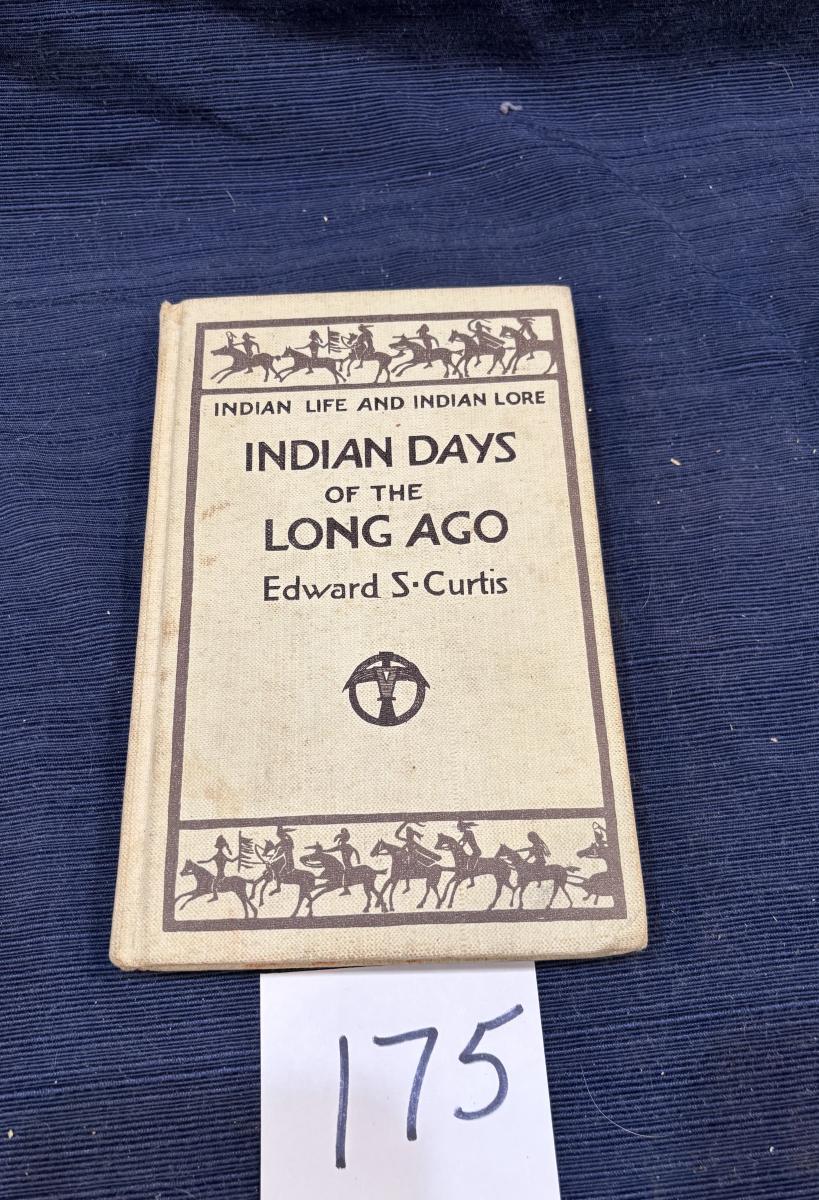 INDIAN LIFE AND INDIAN LORE
INDIAN DAYS
OF THE
LONG AGO
Edward S·Curtis
175